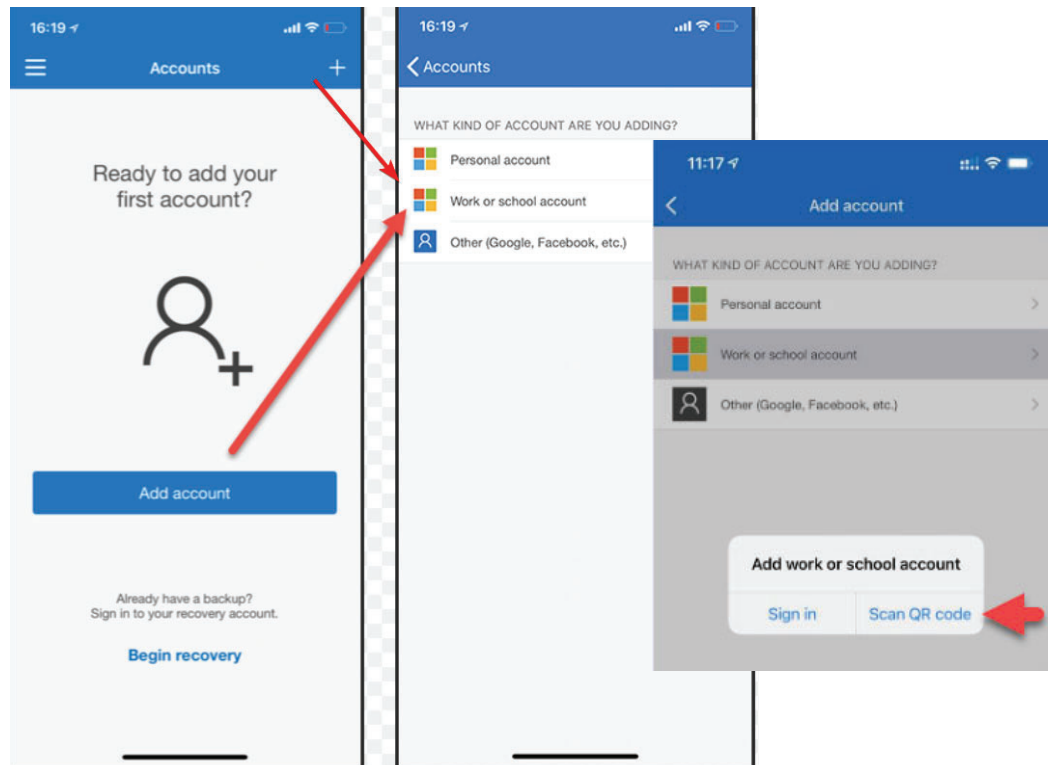 16:19
Accounts
+
Ready to add your
first account?
Add account
Already have a backup?
Sign in to your recovery account.
Begin recovery
16:19
Accounts
WHAT KIND OF ACCOUNT ARE YOU ADDING?
Personal account
Work or school account
Other (Google, Facebook, etc.)
11:17
Add account
WHAT KIND OF ACCOUNT ARE YOU ADDING?
Personal account
Work or school account
Other (Google, Facebook, etc.)
Add work or school account
Sign in Scan QR code